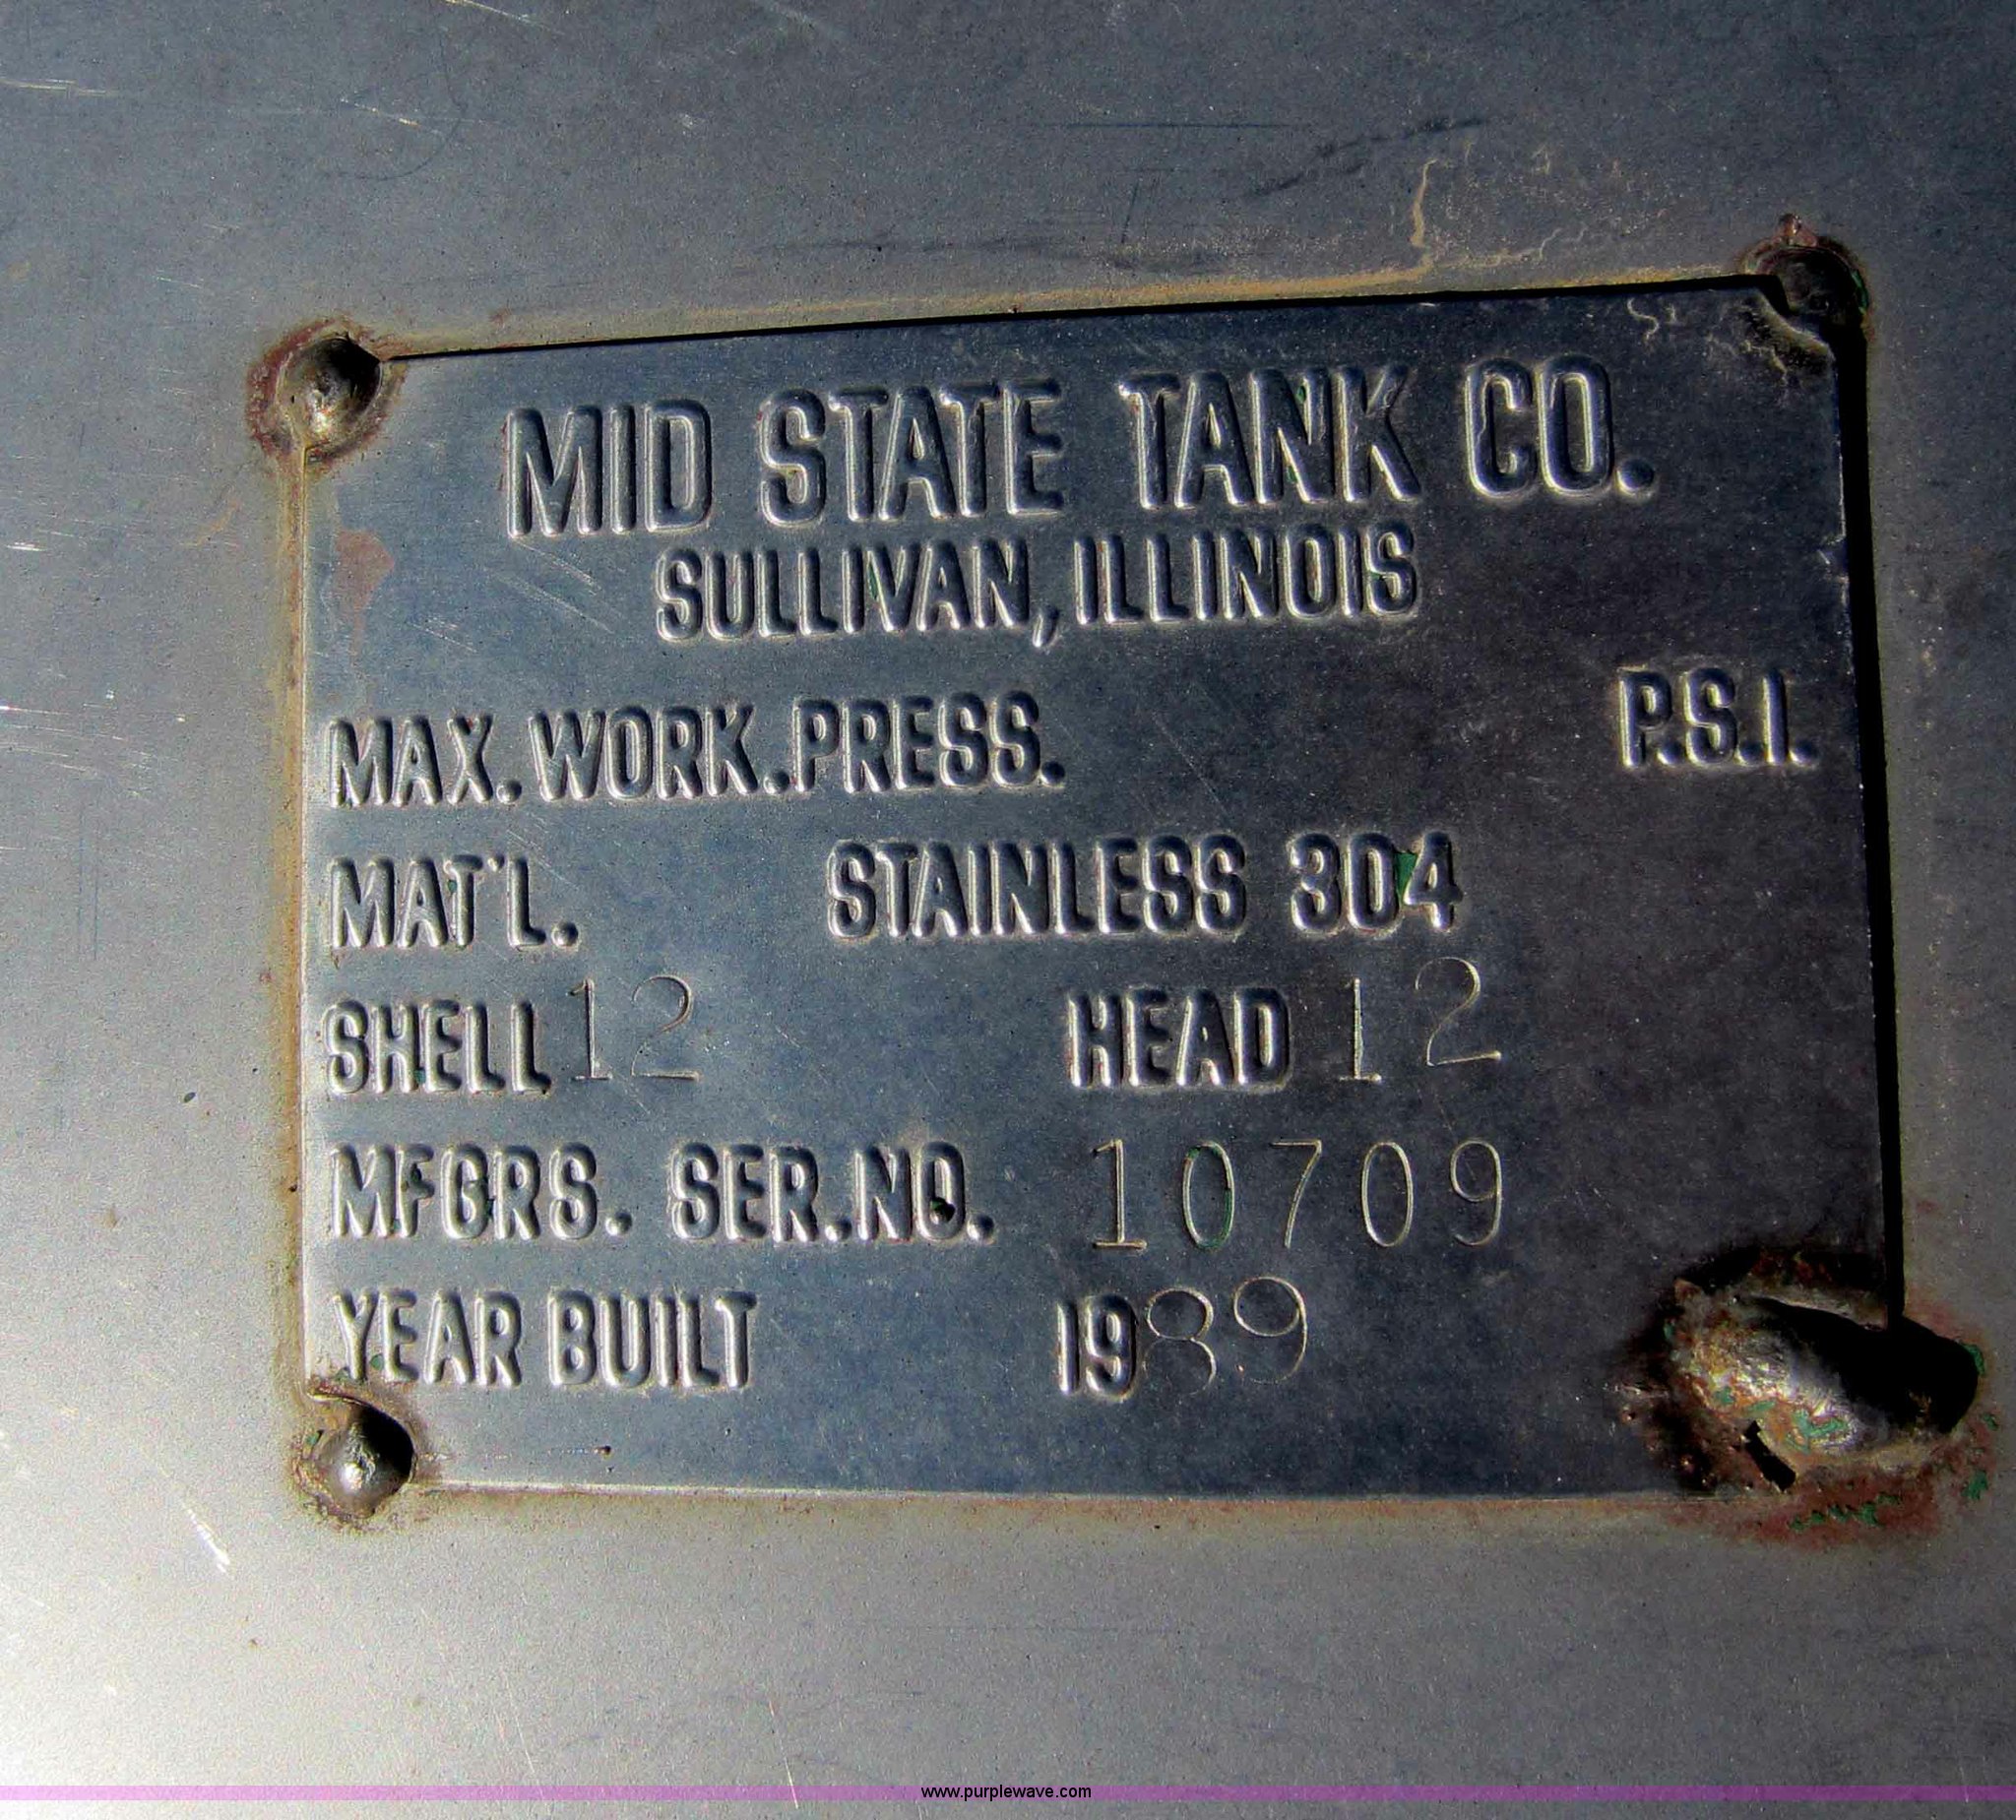 MID STATE TANK CO.
SULLIVAN, ILLINOIS
MAX. WORK. PRESS. P.S.I.
MAT'L. STAINLESS 304
SHELL 12 HEAD 12
MFGRS. SER. NO. 10709
YEAR BUILT 1989
www.purplewave.com